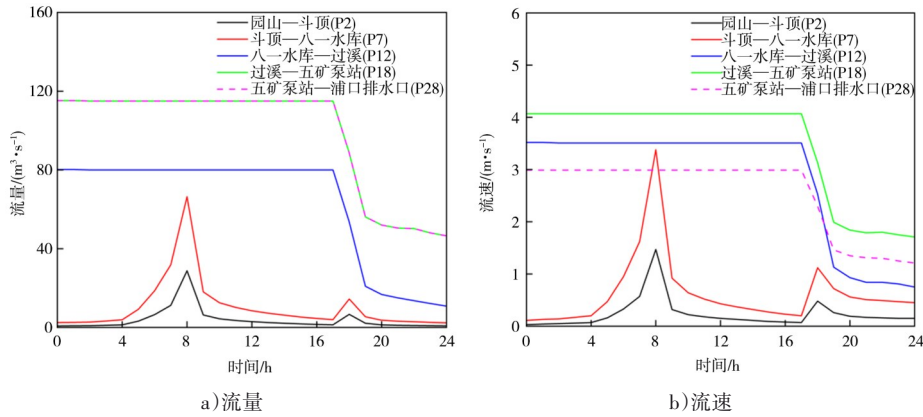 园山—斗顶(P2)
斗顶—八一水库(P7)
八一水库—过溪(P12)
过溪—五矿泵站(P18)
五矿泵站—浦口排水口(P28)
160
120
80
40
0
流量/(m³•s⁻¹)
0 4 8 12 16 20 24
时间/h
a)流量
园山—斗顶(P2)
斗顶—八一水库(P7)
八一水库—过溪(P12)
过溪—五矿泵站(P18)
五矿泵站—浦口排水口(P28)
6
5
4
3
2
1
0
流速/(m•s⁻¹)
0 4 8 12 16 20 24
时间/h
b)流速